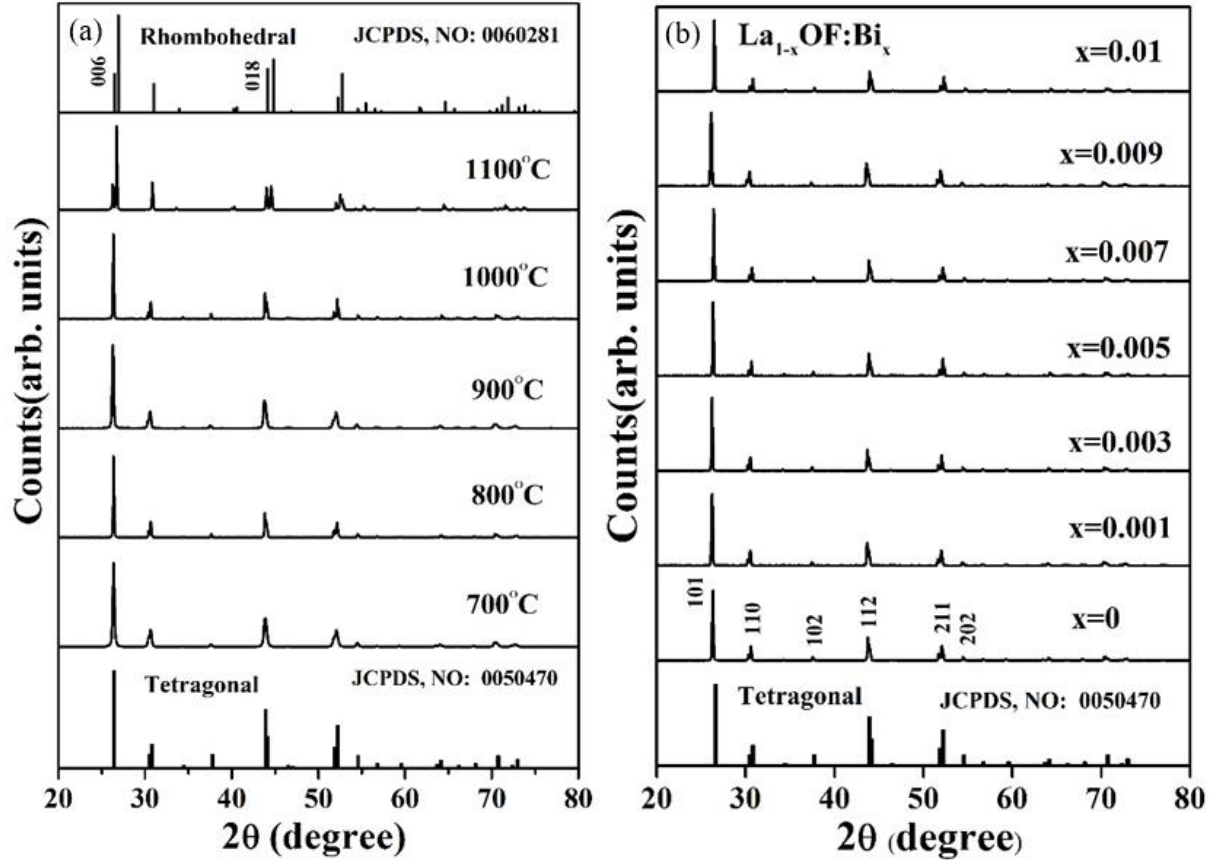 (a)
Rhombohedral
JCPDS, NO: 0060281
006
018
1100°C
1000°C
900°C
800°C
700°C
Tetragonal
JCPDS, NO: 0050470
Counts(arb. units)
20 30 40 50 60 70 80
2θ (degree)
(b)
La1-xOF:Bix
x=0.01
x=0.009
x=0.007
x=0.005
x=0.003
x=0.001
x=0
101
110
102
112
211
202
Tetragonal
JCPDS, NO: 0050470
Counts(arb. units)
20 30 40 50 60 70 80
2θ (degree)